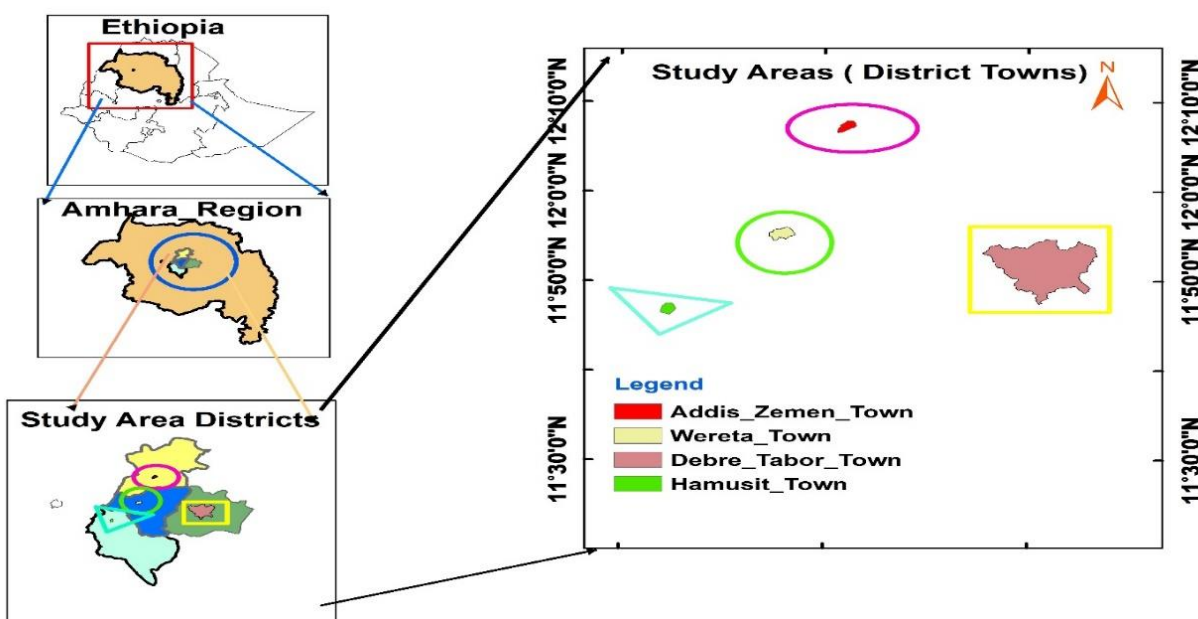 Ethiopia
Amhara_Region
Study Area Districts
Study Areas ( District Towns)
N
12°10'0"N
12°0'0"N
11°50'0"N
11°30'0"N
12°10'0"N
12°0'0"N
11°50'0"N
11°30'0"N
Legend
Addis_Zemen_Town
Wereta_Town
Debre_Tabor_Town
Hamusit_Town